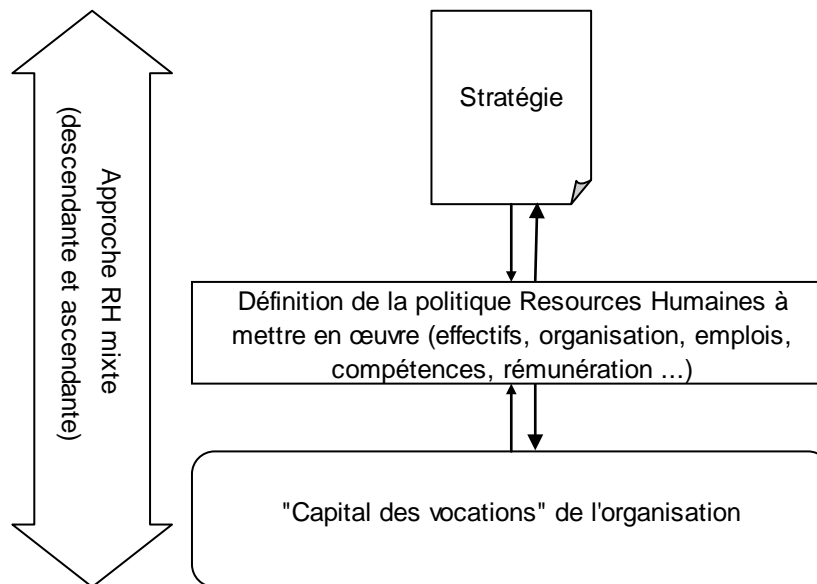 Approche RH mixte
(descendante et ascendante)
Stratégie
Définition de la politique Resources Humaines à
mettre en œuvre (effectifs, organisation, emplois,
compétences, rémunération ...)
"Capital des vocations" de l'organisation